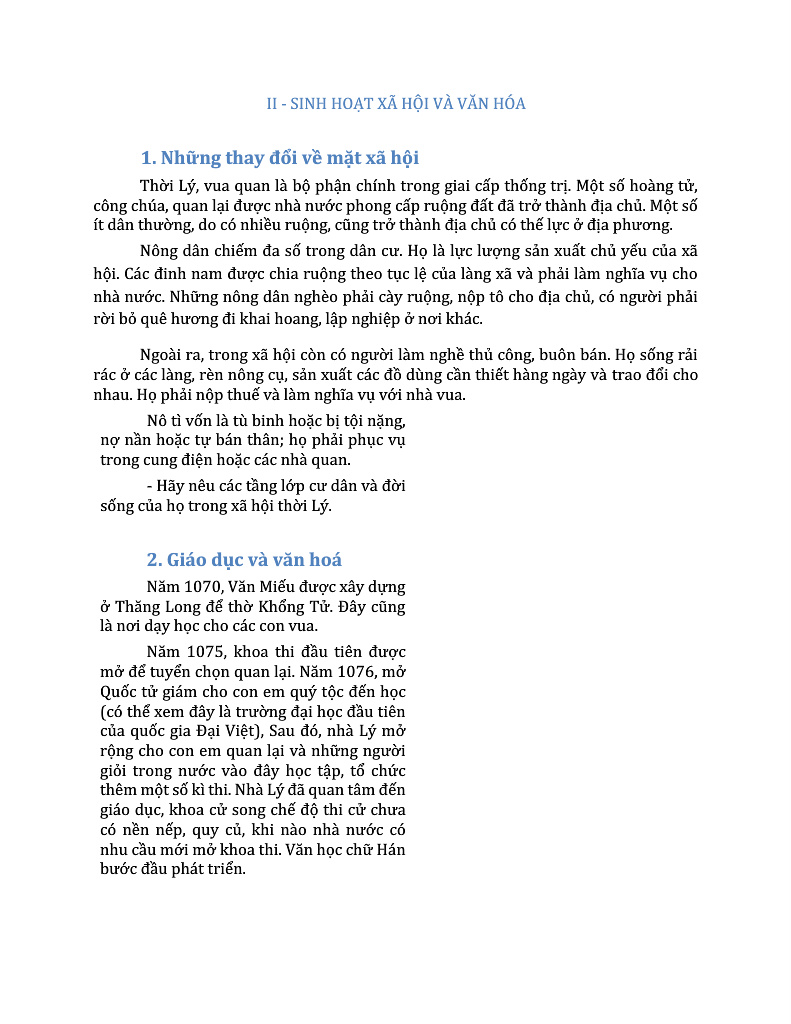 II - SINH HOẠT XÃ HỘI VÀ VĂN HÓA
1. Những thay đổi về mặt xã hội
Thời Lý, vua quan là bộ phận chính trong giai cấp thống trị. Một số hoàng tử,
công chúa, quan lại được nhà nước phong cấp ruộng đất đã trở thành địa chủ. Một số
ít dân thường, do có nhiều ruộng, cũng trở thành địa chủ có thế lực ở địa phương.
Nông dân chiếm đa số trong dân cư. Họ là lực lượng sản xuất chủ yếu của xã
hội. Các đinh nam được chia ruộng theo tục lệ của làng xã và phải làm nghĩa vụ cho
nhà nước. Những nông dân nghèo phải cày ruộng, nộp tô cho địa chủ, có người phải
rời bỏ quê hương đi khai hoang, lập nghiệp ở nơi khác.
Ngoài ra, trong xã hội còn có người làm nghề thủ công, buôn bán. Họ sống rải
rác ở các làng, rèn nông cụ, sản xuất các đồ dùng cần thiết hàng ngày và trao đổi cho
nhau. Họ phải nộp thuế và làm nghĩa vụ với nhà vua.
Nô tì vốn là tù binh hoặc bị tội nặng,
nợ nần hoặc tự bán thân; họ phải phục vụ
trong cung điện hoặc các nhà quan.
- Hãy nêu các tầng lớp cư dân và đời
sống của họ trong xã hội thời Lý.
2. Giáo dục và văn hoá
Năm 1070, Văn Miếu được xây dựng
ở Thăng Long để thờ Khổng Tử. Đây cũng
là nơi dạy học cho các con vua.
Năm 1075, khoa thi đầu tiên được
mở để tuyển chọn quan lại. Năm 1076, mở
Quốc tử giám cho con em quý tộc đến học
(có thể xem đây là trường đại học đầu tiên
của quốc gia Đại Việt), Sau đó, nhà Lý mở
rộng cho con em quan lại và những người
giỏi trong nước vào đây học tập, tổ chức
thêm một số kì thi. Nhà Lý đã quan tâm đến
giáo dục, khoa cử song chế độ thi cử chưa
có nền nếp, quy củ, khi nào nhà nước có
nhu cầu mới mở khoa thi. Văn học chữ Hán
bước đầu phát triển.